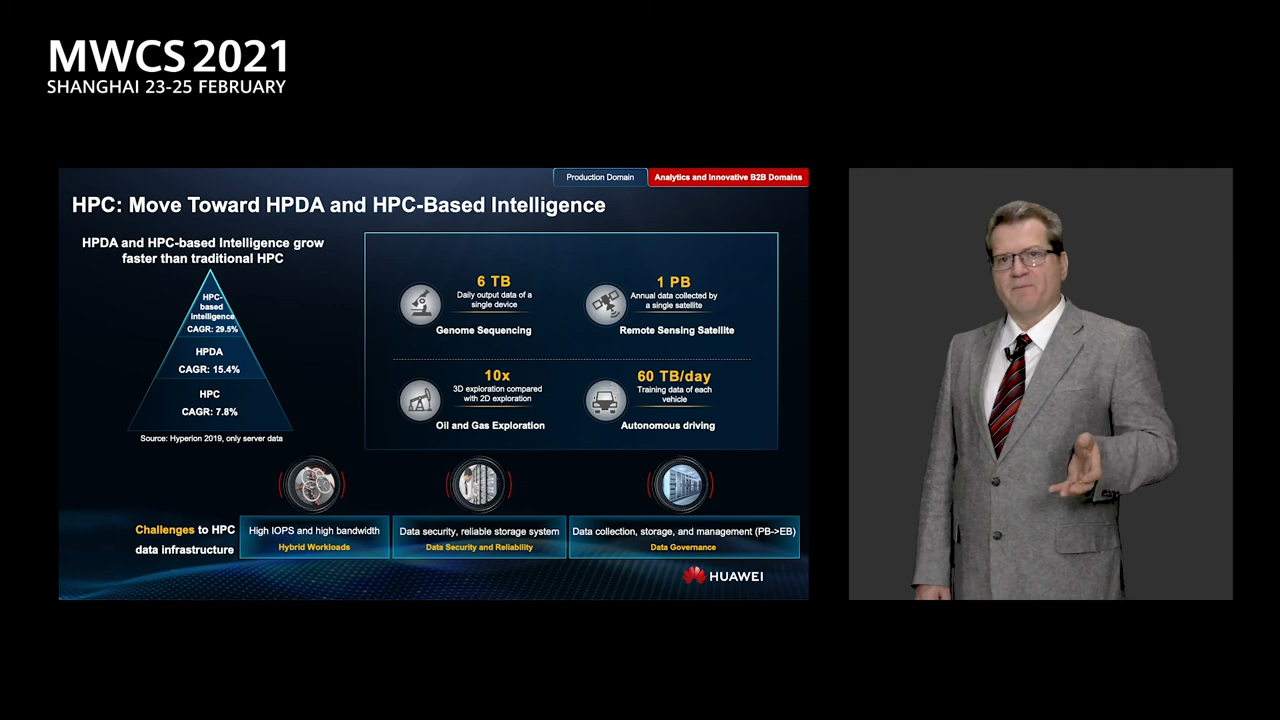 MWCS 2021
SHANGHAI 23-25 FEBRUARY
Production Domain
Analytics and Innovative B2B Domains
HPC: Move Toward HPDA and HPC-Based Intelligence
HPDA and HPC-based Intelligence grow
faster than traditional HPC
HPC-
based
Intelligence
CAGR: 29.5%
HPDA
CAGR: 15.4%
HPC
CAGR: 7.8%
Source: Hyperion 2019, only server data
6 TB
Daily output data of a
single device
Genome Sequencing
1 PB
Annual data collected by
a single satellite
Remote Sensing Satellite
10x
3D exploration compared
with 2D exploration
Oil and Gas Exploration
60 TB/day
Training data of each
vehicle
Autonomous driving
Challenges to HPC
data infrastructure
High IOPS and high bandwidth
Hybrid Workloads
Data security, reliable storage system
Data Security and Reliability
Data collection, storage, and management (PB->EB)
Data Governance
HUAWEI